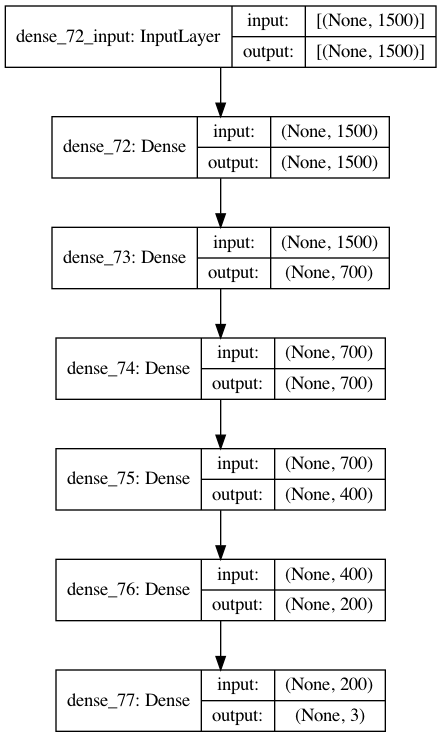 dense_72_input: InputLayer input: [(None, 1500)]
output: [(None, 1500)]
dense_72: Dense input: (None, 1500)
output: (None, 1500)
dense_73: Dense input: (None, 1500)
output: (None, 700)
dense_74: Dense input: (None, 700)
output: (None, 700)
dense_75: Dense input: (None, 700)
output: (None, 400)
dense_76: Dense input: (None, 400)
output: (None, 200)
dense_77: Dense input: (None, 200)
output: (None, 3)